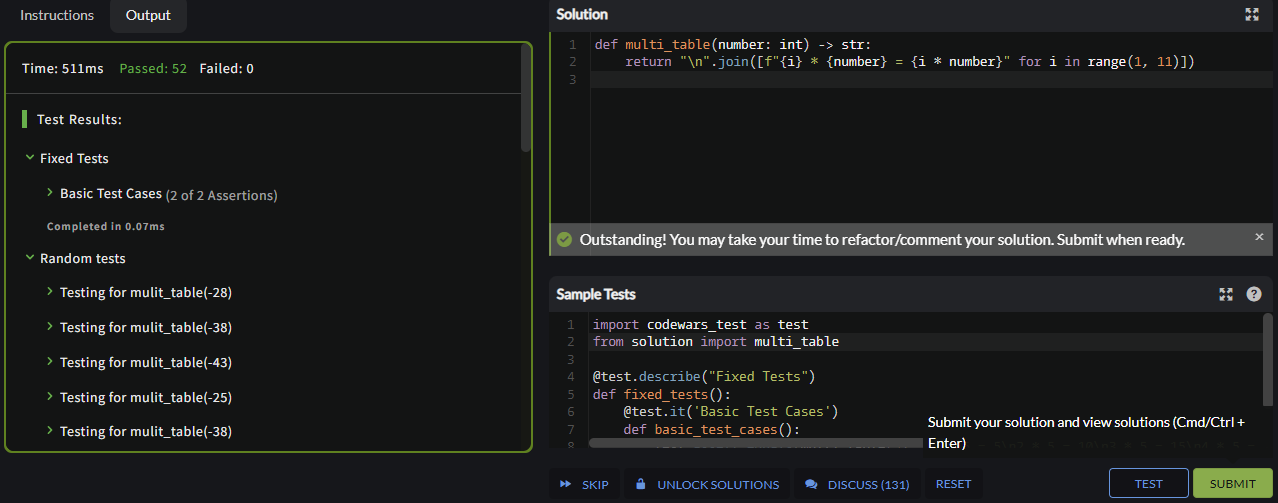 Instructions
Output
Time: 511ms Passed: 52 Failed: 0
Test Results:
Fixed Tests
Basic Test Cases (2 of 2 Assertions)
Completed in 0.07ms
Random tests
Testing for mulit_table(-28)
Testing for mulit_table(-38)
Testing for mulit_table(-43)
Testing for mulit_table(-25)
Testing for mulit_table(-38)
Solution
1 def multi_table(number: int) -> str:
2     return "\n".join([f"{i} * {number} = {i * number}" for i in range(1, 11)])
3
Outstanding! You may take your time to refactor/comment your solution. Submit when ready.
Sample Tests
1 import codewars_test as test
2 from solution import multi_table
3
4 @test.describe("Fixed Tests")
5 def fixed_tests():
6     @test.it('Basic Test Cases')
7     def basic_test_cases():
8
Submit your solution and view solutions (Cmd/Ctrl +
Enter)
SKIP
UNLOCK SOLUTIONS
DISCUSS (131)
RESET
TEST
SUBMIT